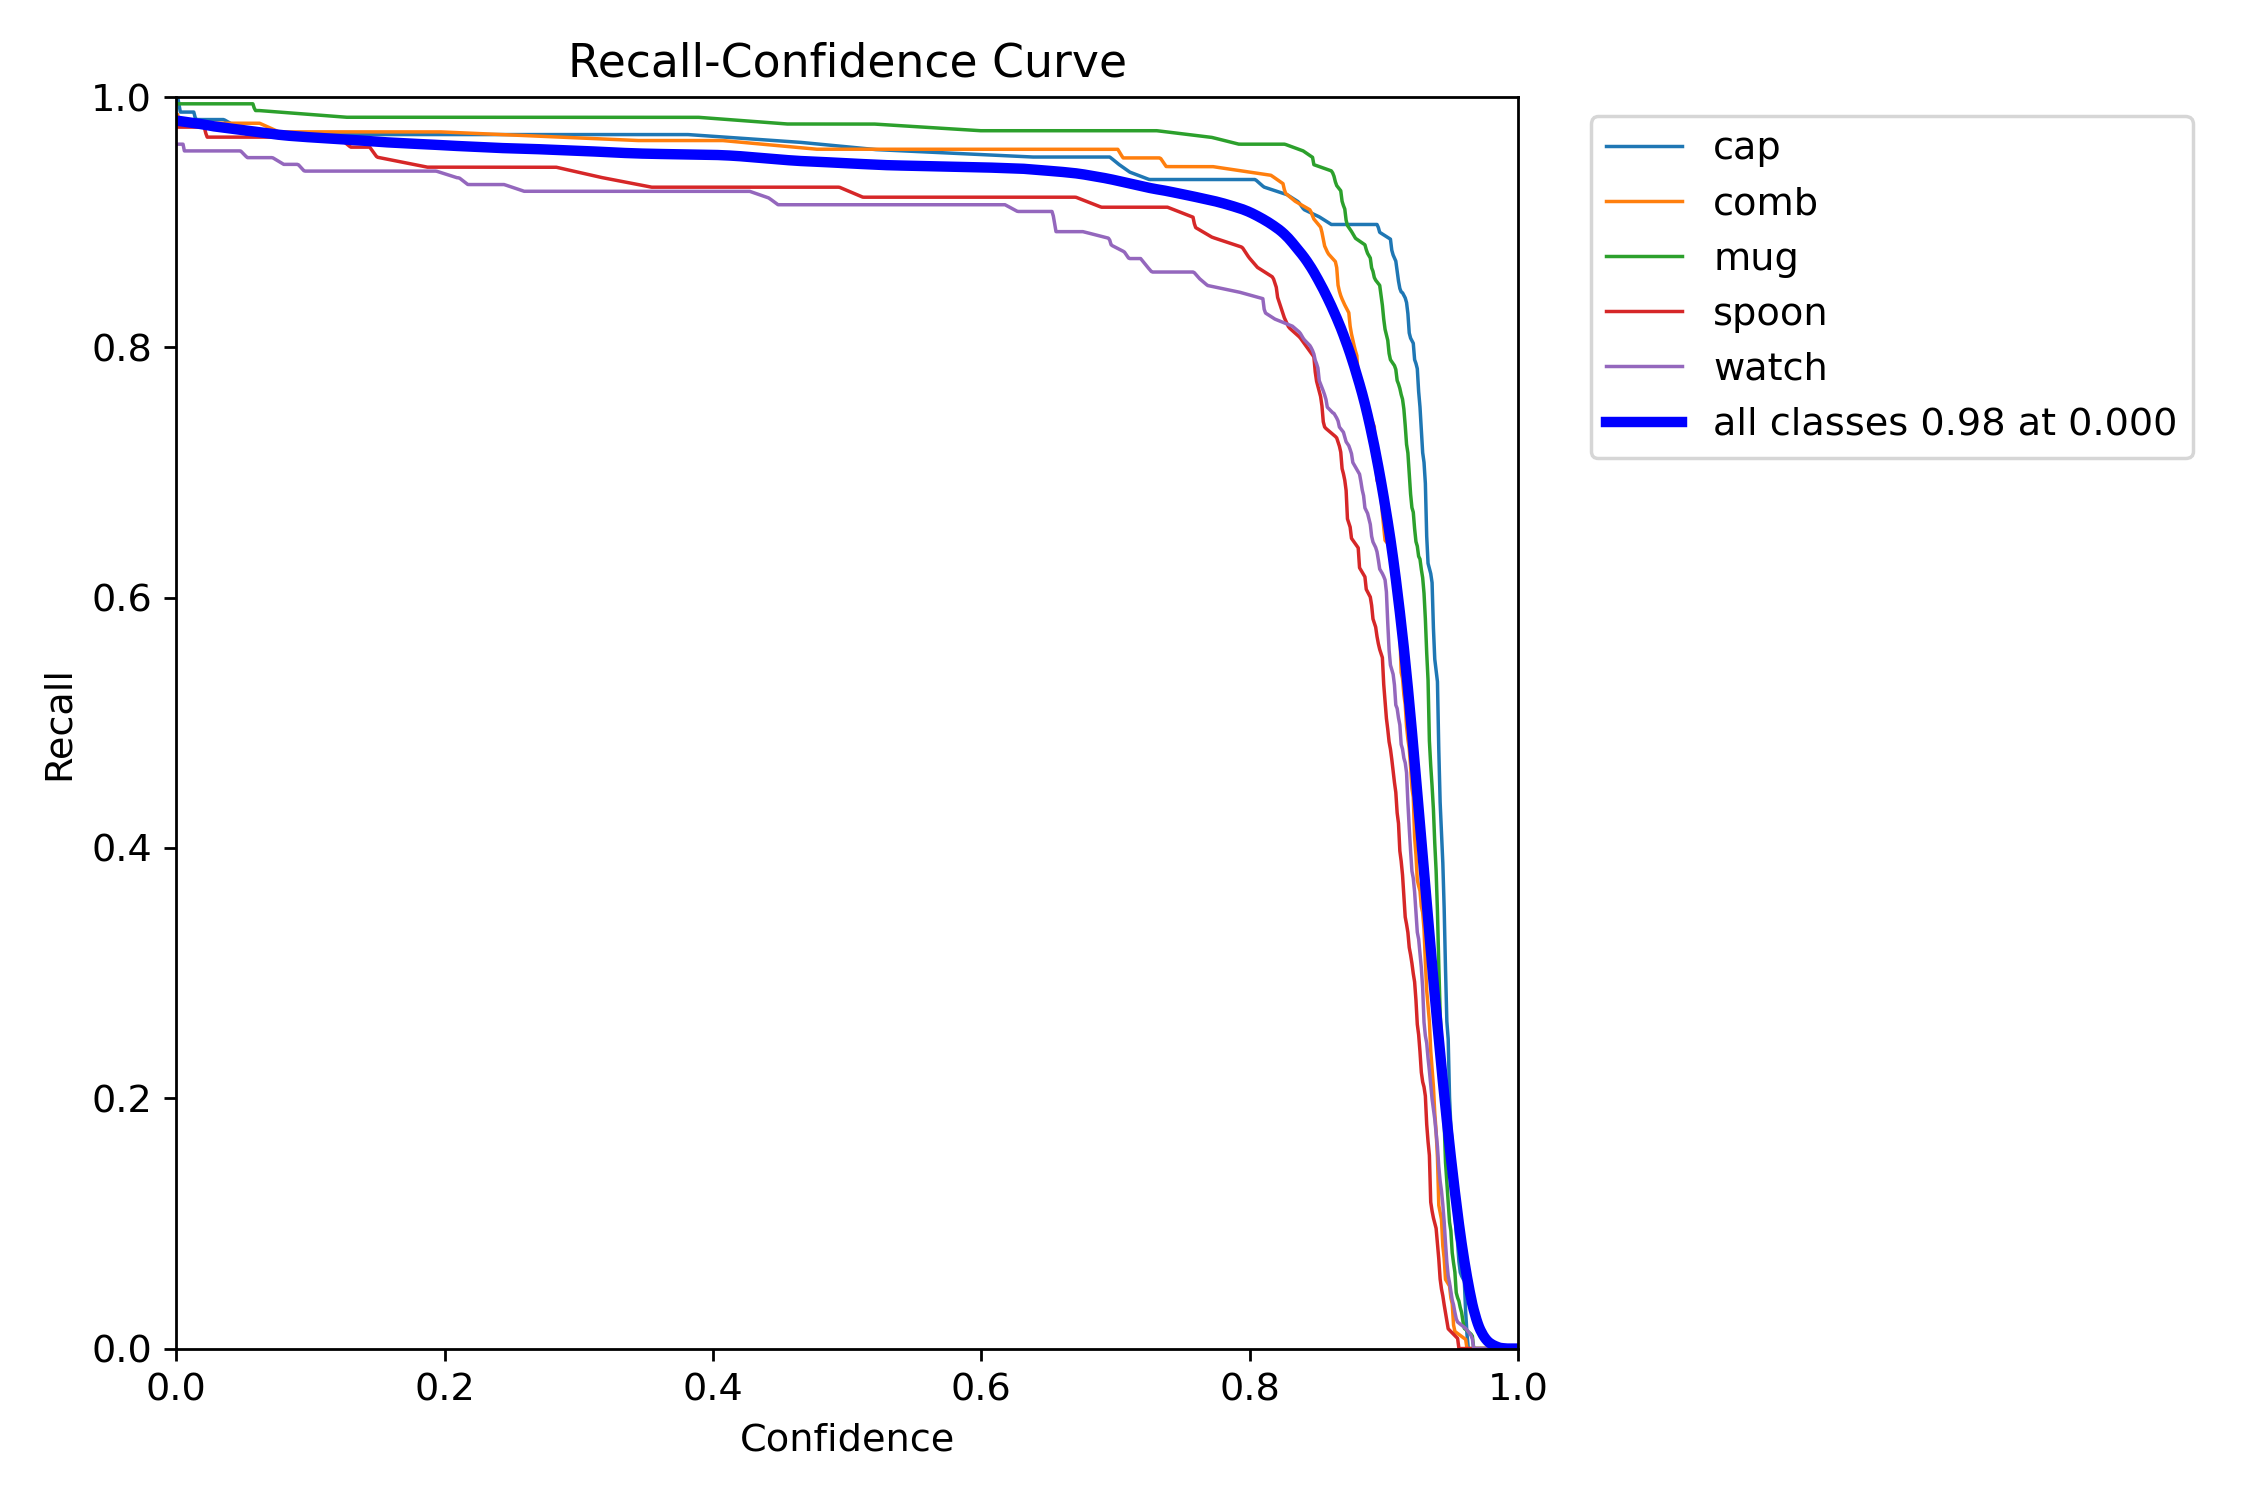 Recall-Confidence Curve
1.0
0.8
0.6
0.4
0.2
0.0
Recall
0.0 0.2 0.4 0.6 0.8 1.0
Confidence
cap
comb
mug
spoon
watch
all classes 0.98 at 0.000